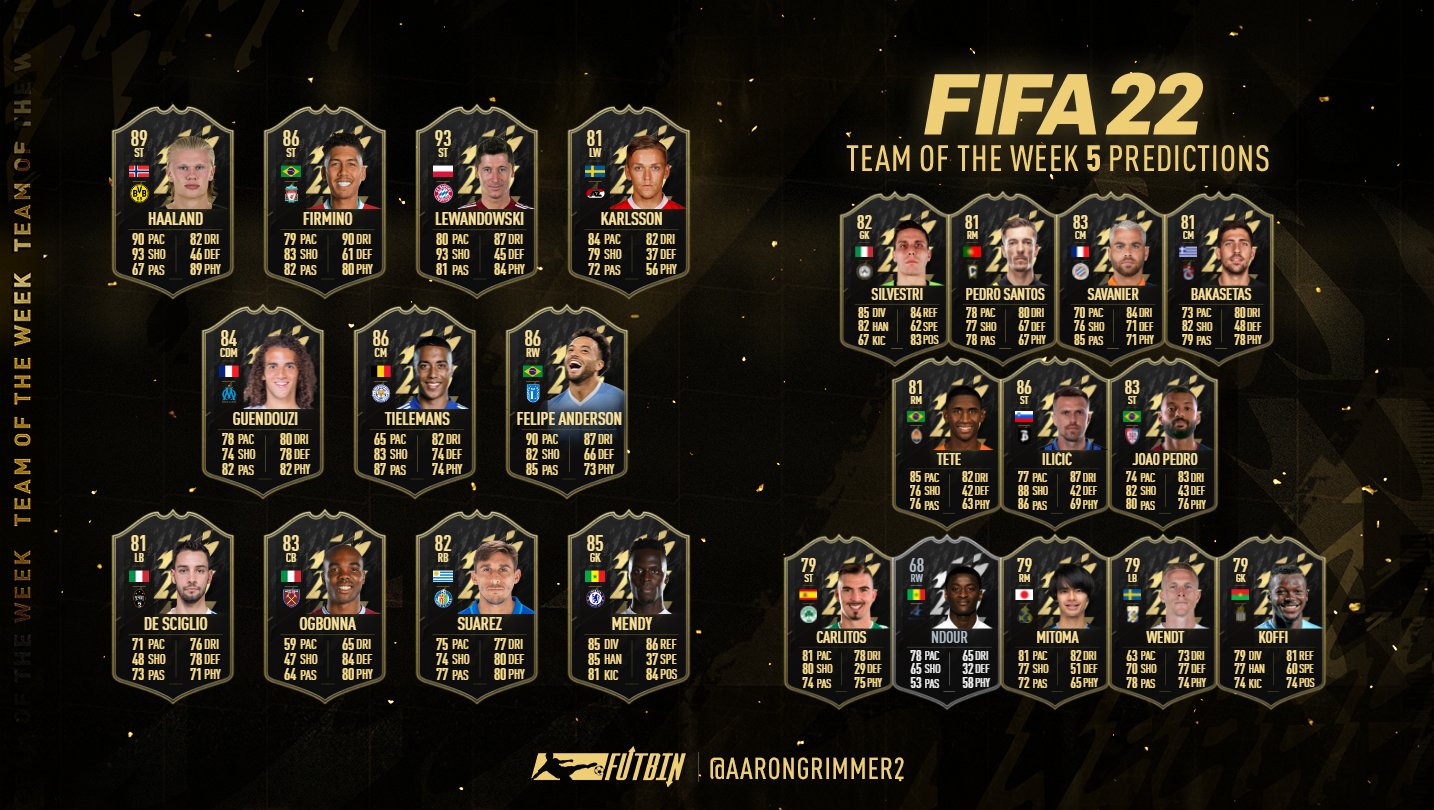 TEAM OF THE WEEK TEAM OF THE WEEK TEAM OF THE WEEK
FIFA 22
TEAM OF THE WEEK 5 PREDICTIONS
89
ST
BVB
09
HAALAND
90 PAC 82 DRI
93 SHO 46 DEF
67 PAS 89 PHY
86
ST
FIRMINO
79 PAC 90 DRI
83 SHO 61 DEF
82 PAS 80 PHY
93
ST
LEWANDOWSKI
80 PAC 87 DRI
93 SHO 45 DEF
81 PAS 84 PHY
81
LW
AZ
KARLSSON
84 PAC 82 DRI
79 SHO 37 DEF
72 PAS 56 PHY
84
CDM
GUENDOUZI
78 PAC 80 DRI
74 SHO 78 DEF
82 PAS 82 PHY
86
CM
TIELEMANS
65 PAC 82 DRI
83 SHO 74 DEF
87 PAS 74 PHY
86
RW
FELIPE ANDERSON
90 PAC 87 DRI
82 SHO 66 DEF
85 PAS 73 PHY
81
LB
DE SCIGLIO
71 PAC 76 DRI
48 SHO 78 DEF
73 PAS 71 PHY
83
CB
OGBONNA
59 PAC 65 DRI
47 SHO 84 DEF
64 PAS 80 PHY
82
RB
SUAREZ
75 PAC 77 DRI
74 SHO 80 DEF
77 PAS 80 PHY
85
GK
MENDY
85 DIV 86 REF
85 HAN 37 SPE
81 KIC 84 POS
82
GK
SILVESTRI
85 DIV 84 REF
82 HAN 62 SPE
67 KIC 83 POS
81
RM
PEDRO SANTOS
78 PAC 80 DRI
77 SHO 67 DEF
78 PAS 67 PHY
83
CM
SAVANIER
70 PAC 84 DRI
76 SHO 71 DEF
85 PAS 71 PHY
81
CM
BAKASETAS
73 PAC 80 DRI
82 SHO 48 DEF
79 PAS 78 PHY
81
RM
TETE
85 PAC 82 DRI
76 SHO 42 DEF
76 PAS 63 PHY
86
ST
ILIČIĆ
77 PAC 87 DRI
88 SHO 42 DEF
86 PAS 69 PHY
83
ST
JOAO PEDRO
74 PAC 83 DRI
82 SHO 43 DEF
80 PAS 76 PHY
79
ST
CARLITOS
81 PAC 78 DRI
80 SHO 29 DEF
74 PAS 75 PHY
68
RW
NDOUR
78 PAC 65 DRI
65 SHO 32 DEF
53 PAS 58 PHY
79
RM
MITOMA
81 PAC 82 DRI
77 SHO 51 DEF
72 PAS 65 PHY
79
LB
WENDT
63 PAC 73 DRI
70 SHO 77 DEF
78 PAS 74 PHY
79
GK
KOFFI
79 DIV 81 REF
77 HAN 60 SPE
74 KIC 74 POS
FUTBIN @AARONGRIMMER2